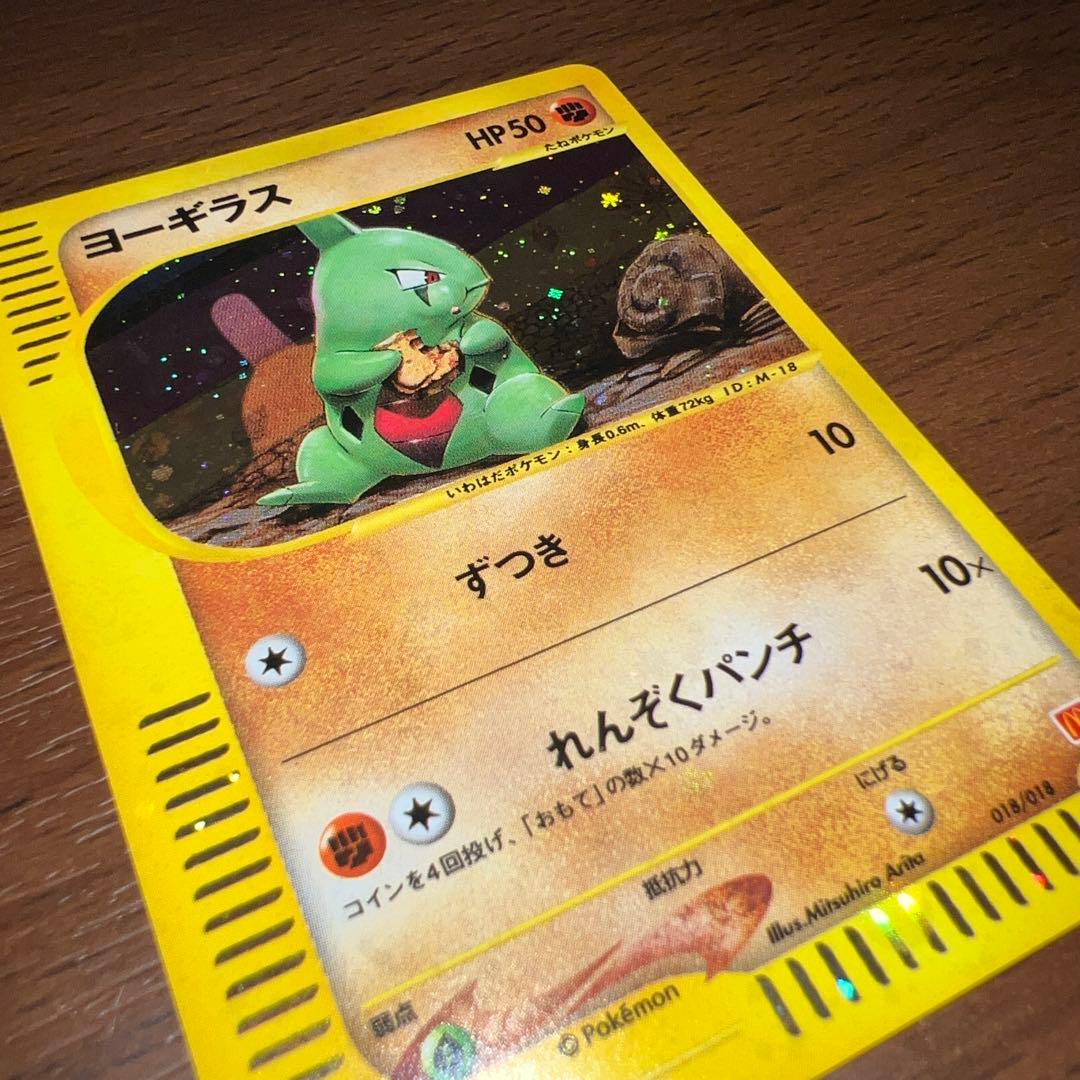 ヨーギラス HP50
たねポケモン
いわはだポケモン：身長0.6m、体重72kg ID:M-18
ずつき 10
れんぞくパンチ 10×
コインを4回投げ、「おもて」の数×10ダメージ。
弱点 抵抗力 にげる
Illus.Mitsuhiro Arita 018/018
© Pokémon